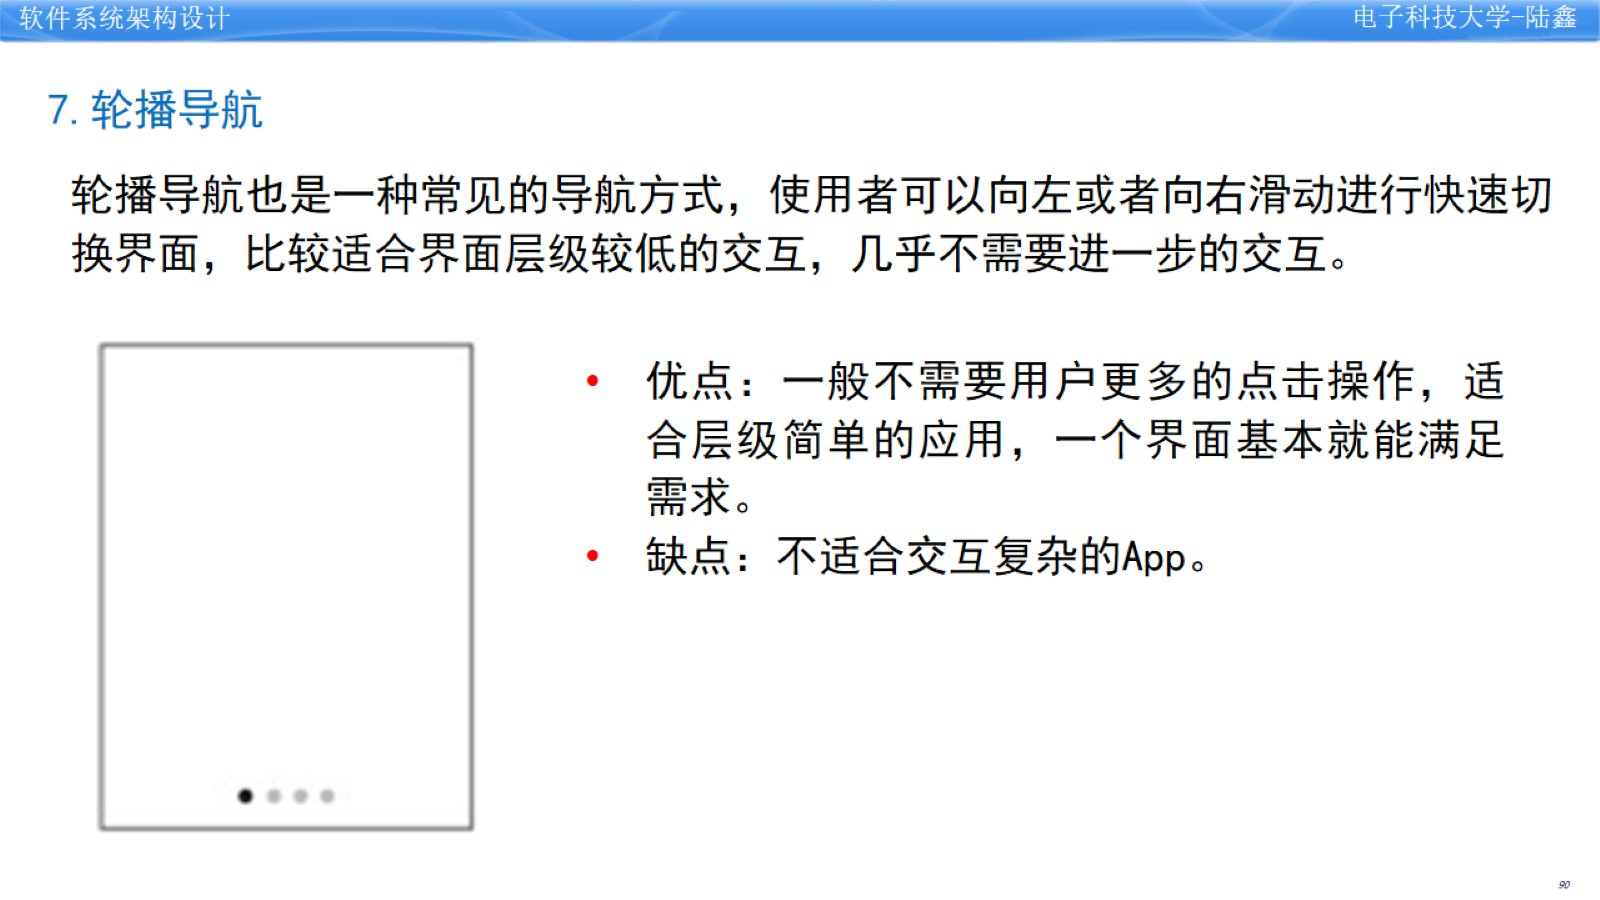 软件系统架构设计
电子科技大学-陆鑫
7. 轮播导航
轮播导航也是一种常见的导航方式，使用者可以向左或者向右滑动进行快速切
换界面，比较适合界面层级较低的交互，几乎不需要进一步的交互。
• 优点：一般不需要用户更多的点击操作，适
合层级简单的应用，一个界面基本就能满足
需求。
• 缺点：不适合交互复杂的App。
90